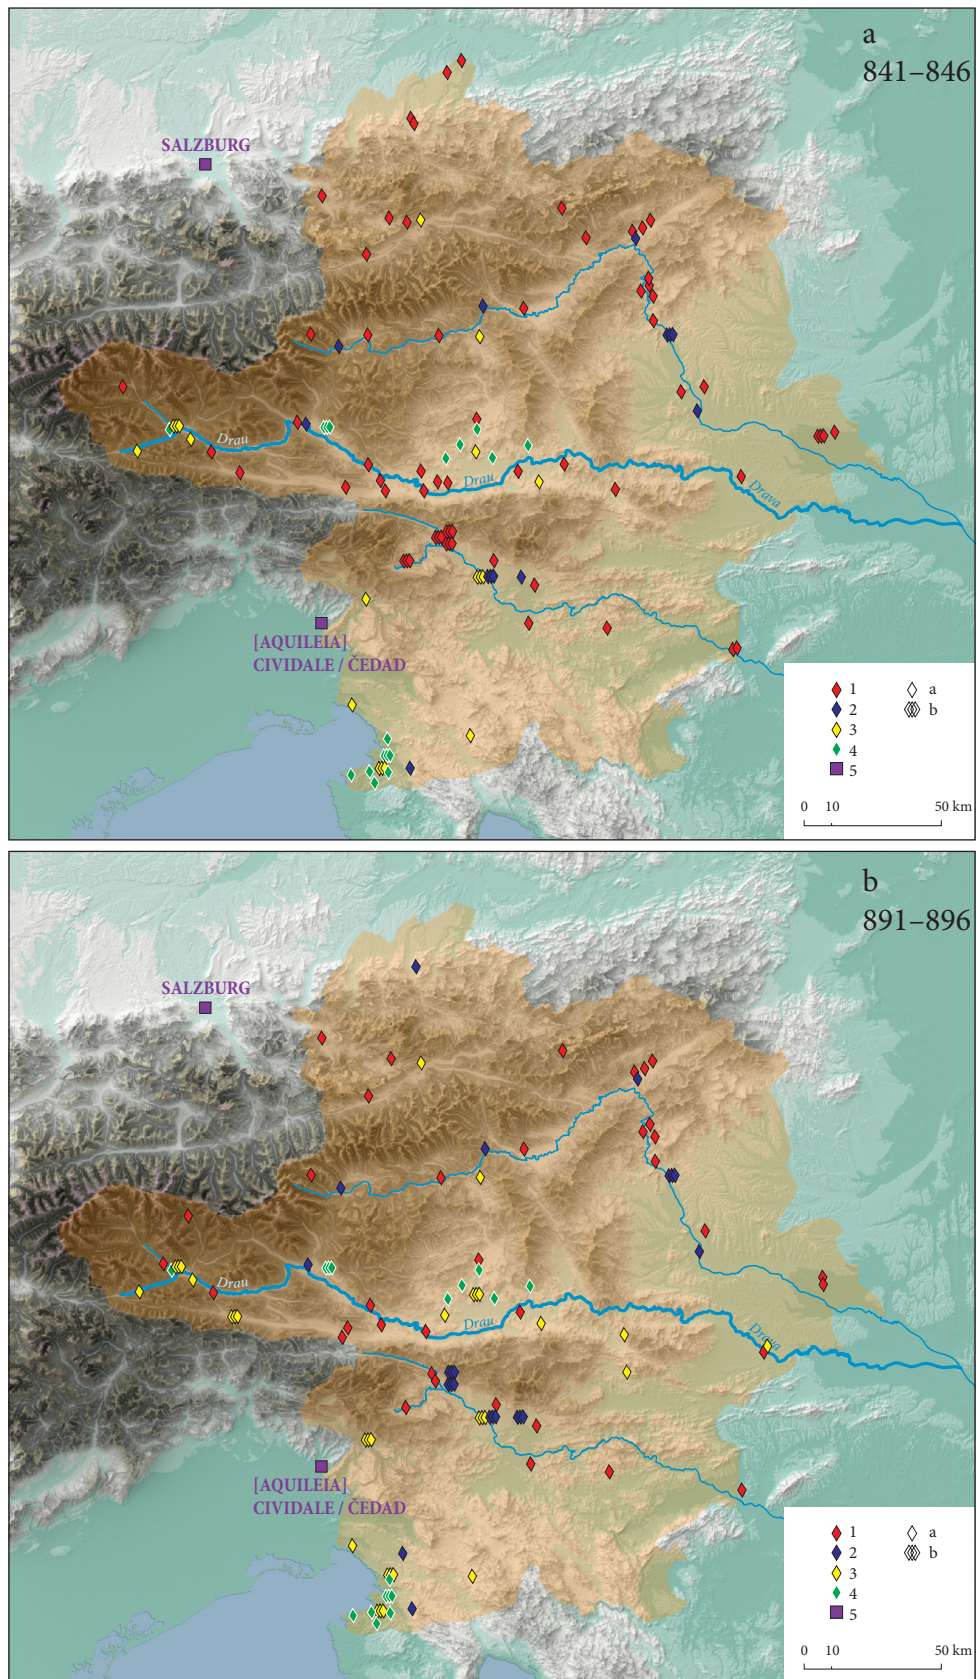 a
841–846
SALZBURG
Drau
Drau
Drava
[AQUILEIA]
CIVIDALE / ČEDAD
1 a
2 b
3
4
5
0 10 50 km
b
891–896
SALZBURG
Drau
Drau
Drava
[AQUILEIA]
CIVIDALE / ČEDAD
1 a
2 b
3
4
5
0 10 50 km